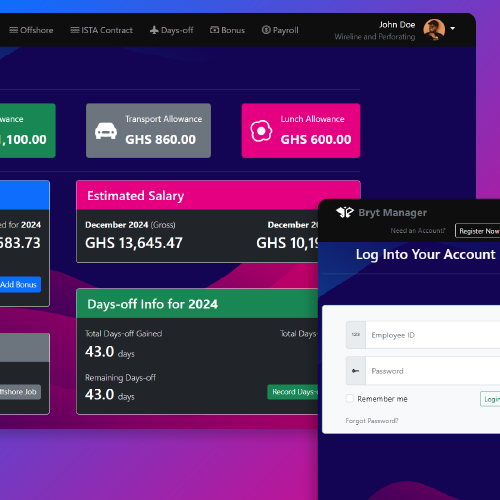 Offshore ISTA Contract Days-off Bonus Payroll
John Doe
Wireline and Perforating
wance
1,100.00
Transport Allowance
GHS 860.00
Lunch Allowance
GHS 600.00
ed for 2024
583.73
Add Bonus
Estimated Salary
December 2024 (Gross)
GHS 13,645.47
December 20
GHS 10,19
Days-off Info for 2024
Total Days-off Gained
43.0 days
Total Days-
Remaining Days-off
43.0 days
Record Days-
ffshore Job
Bryt Manager
Need an Account?
Register Now
Log Into Your Account
123
Employee ID
Password
Remember me
Login
Forgot Password?